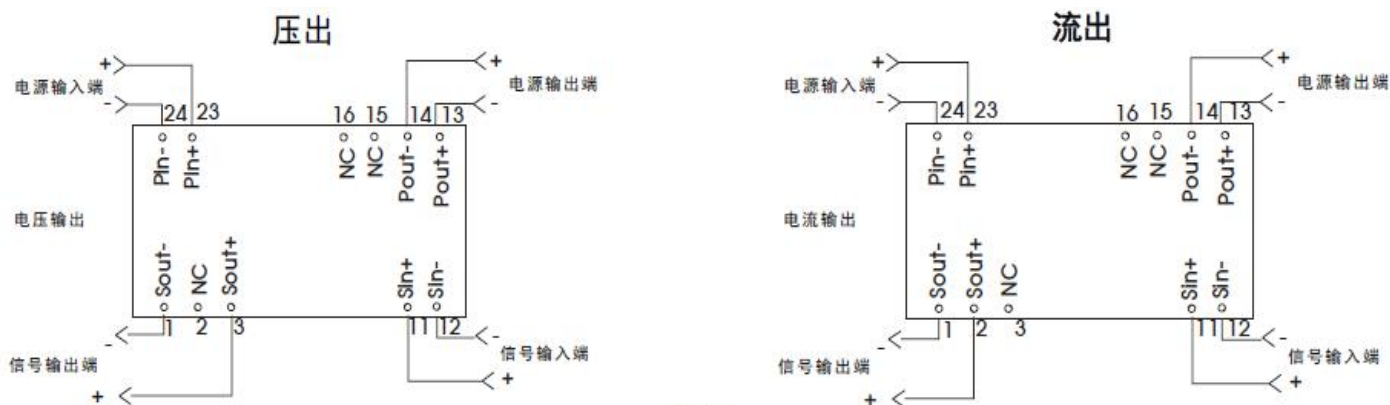 压出
+
电源输入端
-
24 23 16 15 14 13
+
电源输出端
-
PIn- PIn+ NC NC Pout- Pout+
电压输出
Sout- NC Sout+ SIn+ SIn-
1 2 3 11 12
-
信号输出端
+
-
信号输入端
+
流出
+
电源输入端
-
24 23 16 15 14 13
+
电源输出端
-
Pin- Pin+ NC NC Pout- Pout+
电流输出
Sout- Sout+ NC Sin+ Sin-
1 2 3 11 12
-
信号输出端
+
-
信号输入端
+